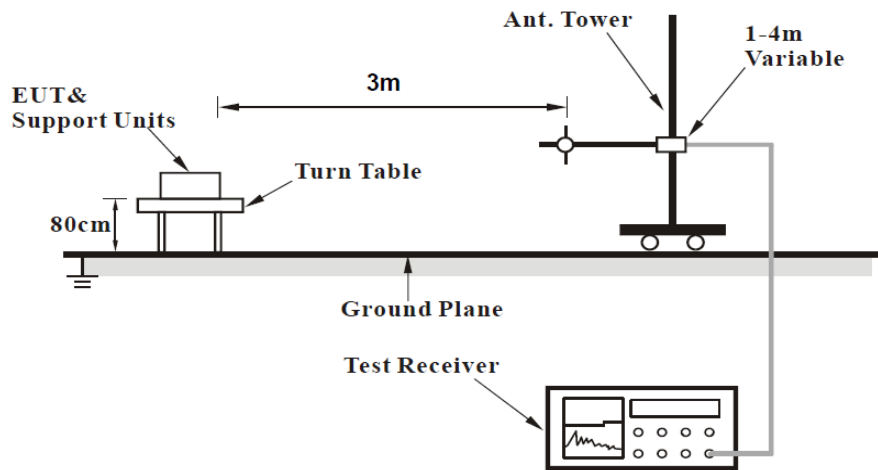 Ant. Tower
1-4m
Variable
3m
EUT&
Support Units
Turn Table
80cm
Ground Plane
Test Receiver